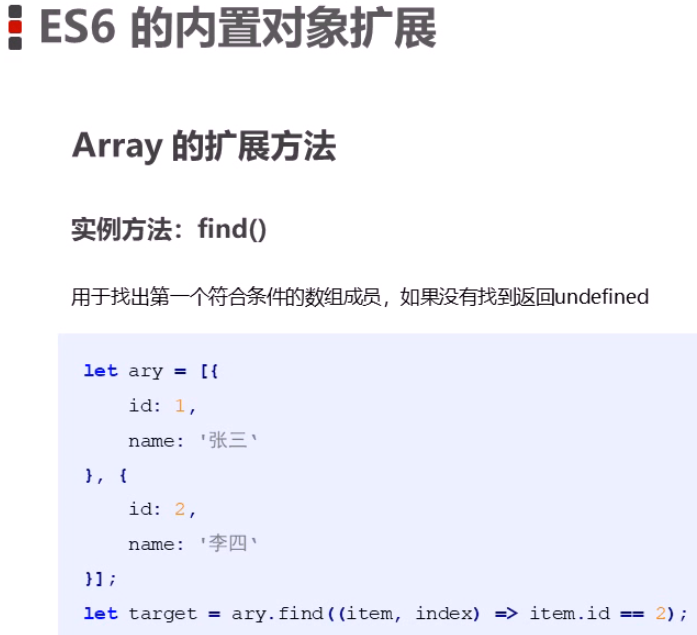 ES6 的内置对象扩展
Array 的扩展方法
实例方法：find()
用于找出第一个符合条件的数组成员，如果没有找到返回undefined
let ary = [{
    id: 1,
    name: '张三‘
}, {
    id: 2,
    name: '李四‘
}];
let target = ary.find((item, index) => item.id == 2);